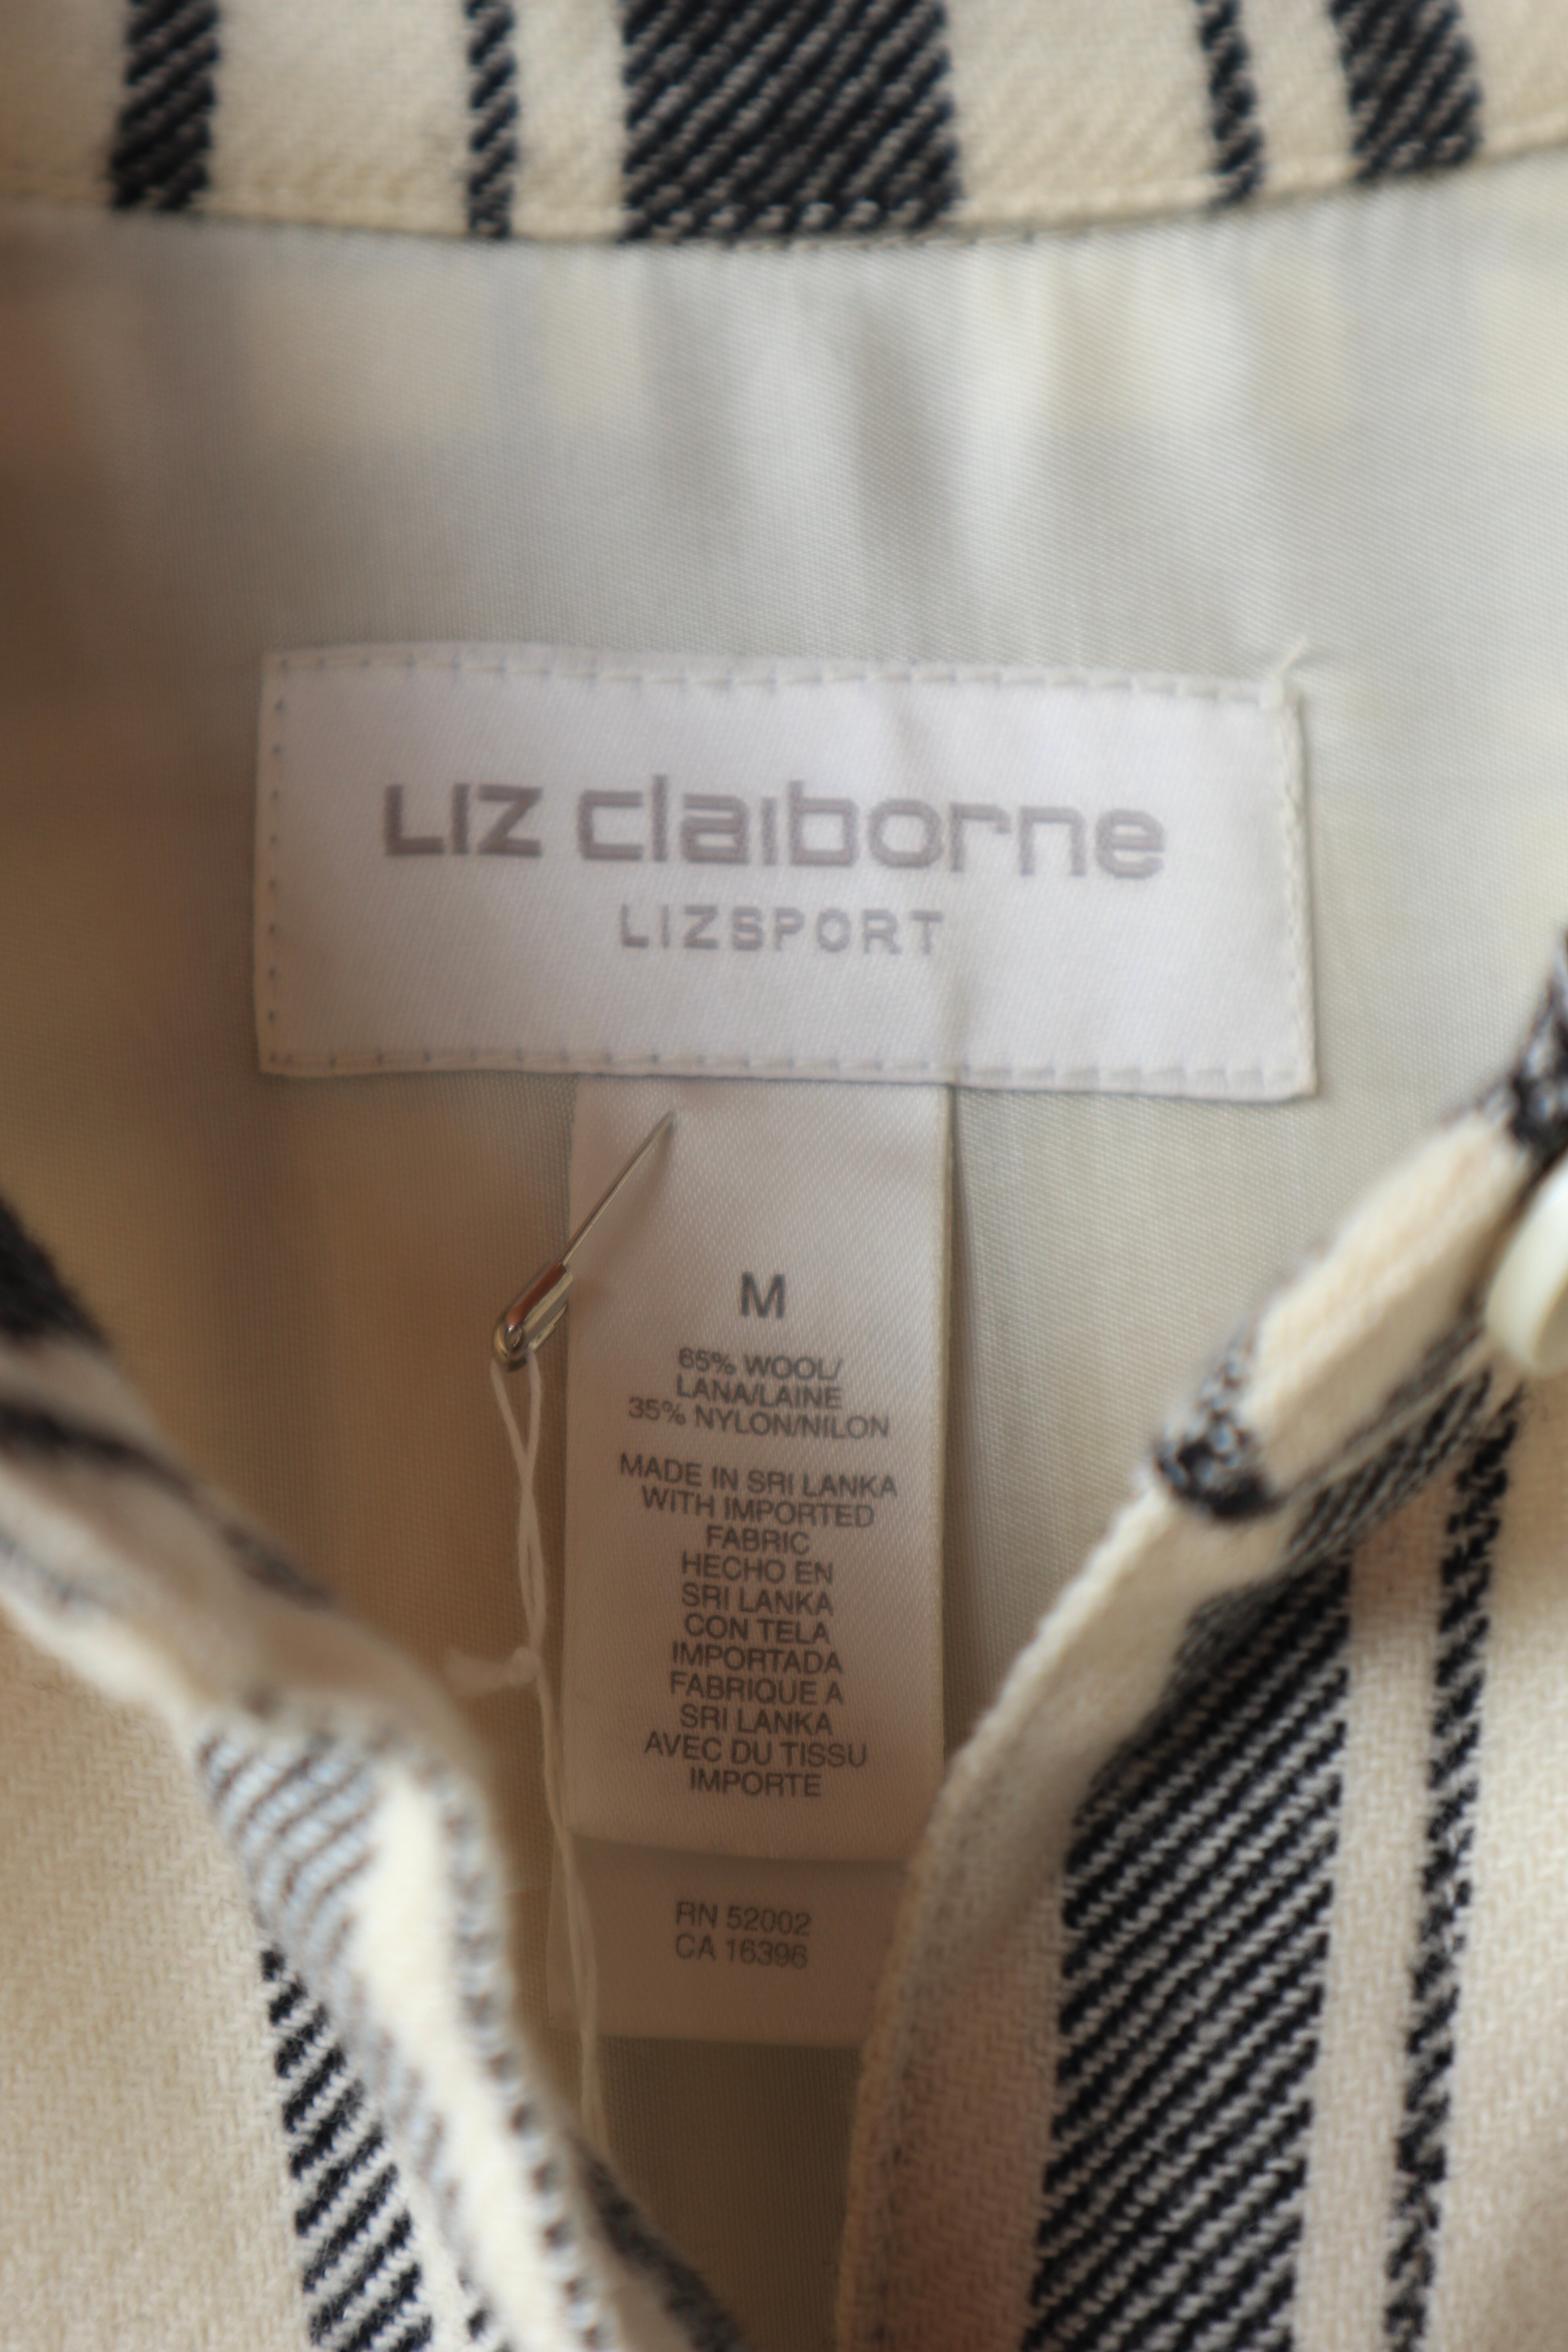 LIZ claiborne
LIZSPORT
M
65% WOOL/
LANA/LAINE
35% NYLON/NILON
MADE IN SRI LANKA
WITH IMPORTED
FABRIC
HECHO EN
SRI LANKA
CON TELA
IMPORTADA
FABRIQUE A
SRI LANKA
AVEC DU TISSU
IMPORTE
RN 52002
CA 16396